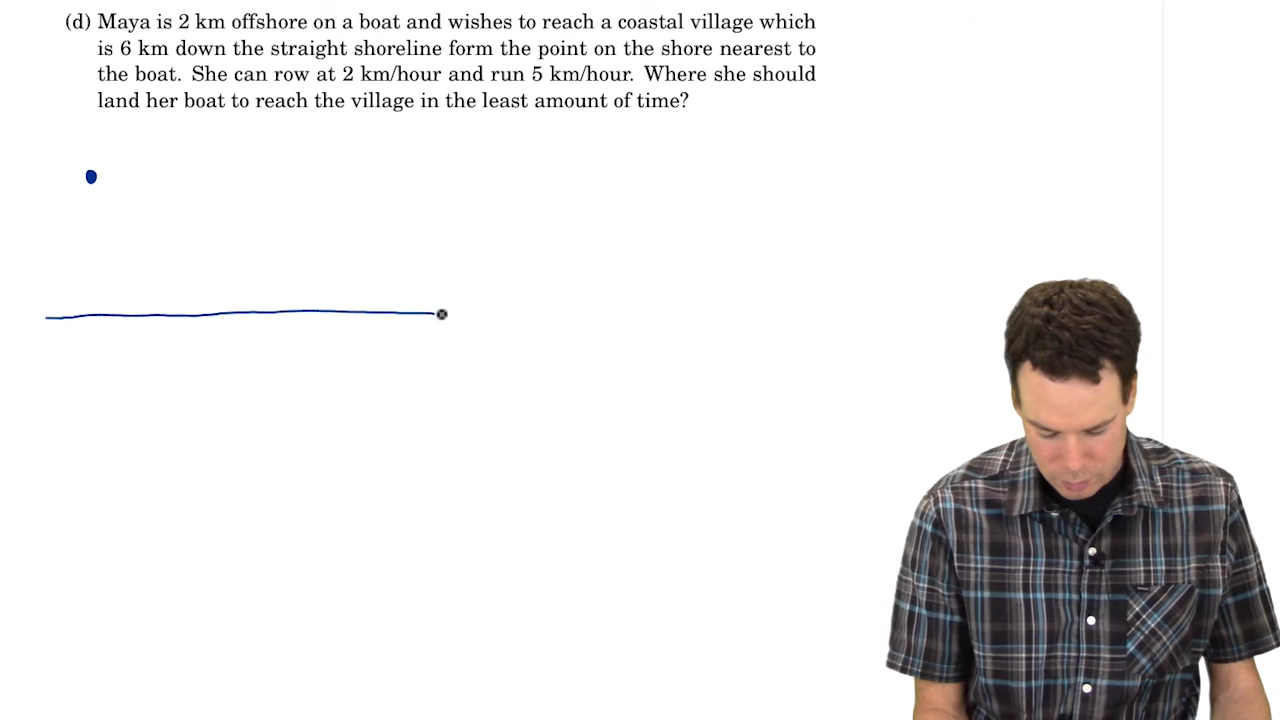 (d) Maya is 2 km offshore on a boat and wishes to reach a coastal village which
is 6 km down the straight shoreline form the point on the shore nearest to
the boat. She can row at 2 km/hour and run 5 km/hour. Where she should
land her boat to reach the village in the least amount of time?